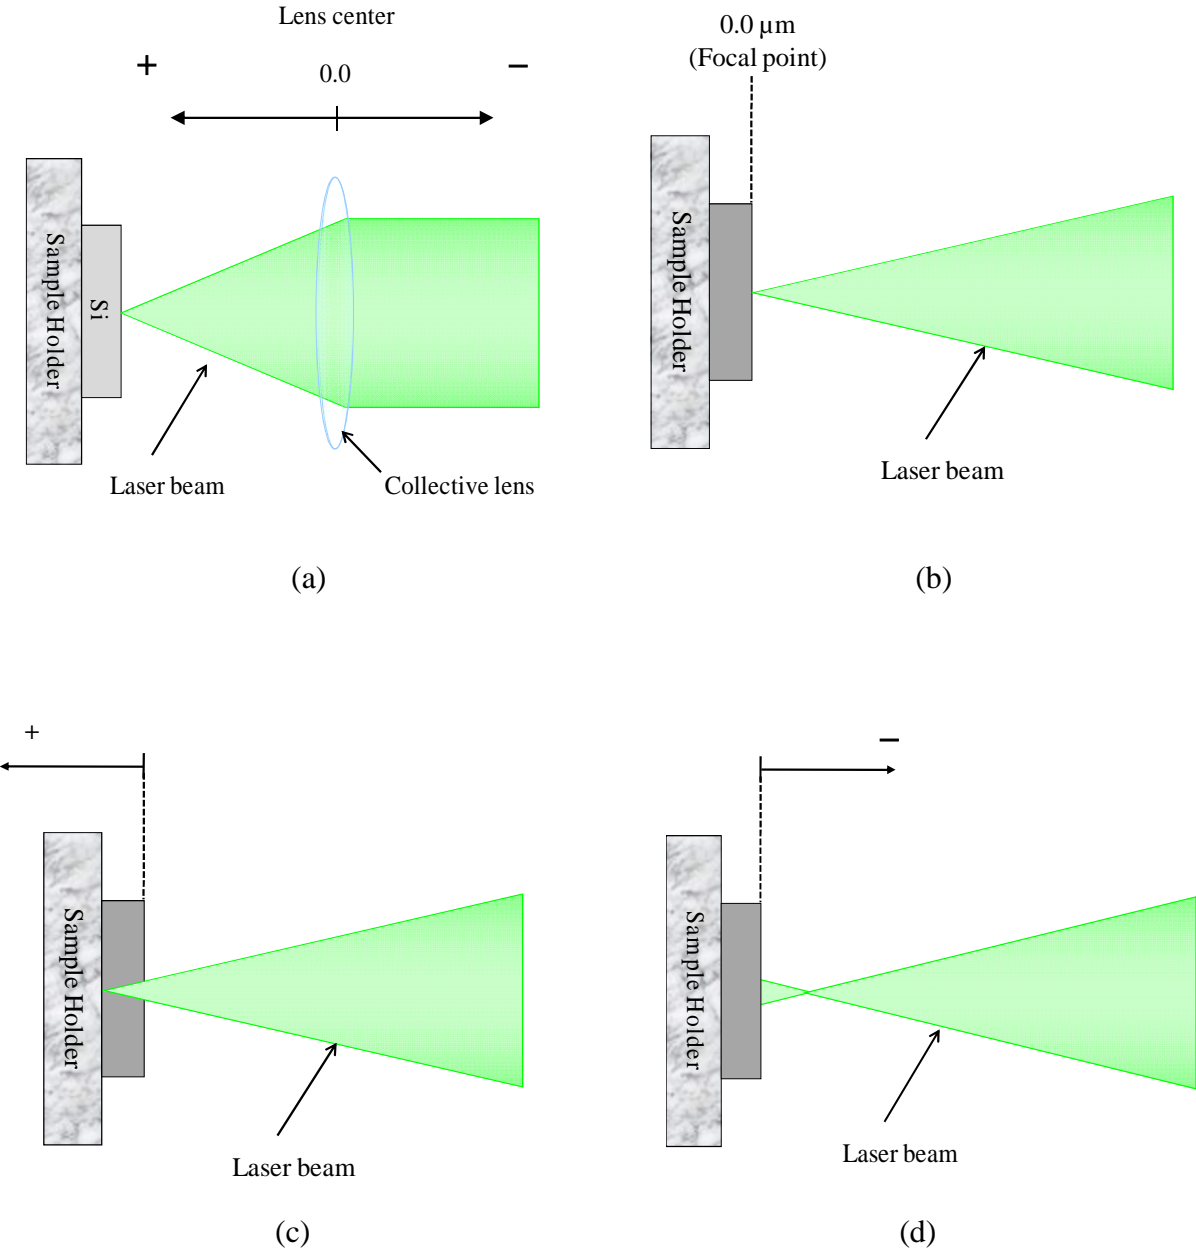 Lens center
+
0.0
−
Sample Holder
Si
Laser beam
Collective lens
(a)
0.0 µm
(Focal point)
Sample Holder
Laser beam
(b)
+
Sample Holder
Laser beam
(c)
−
Sample Holder
Laser beam
(d)